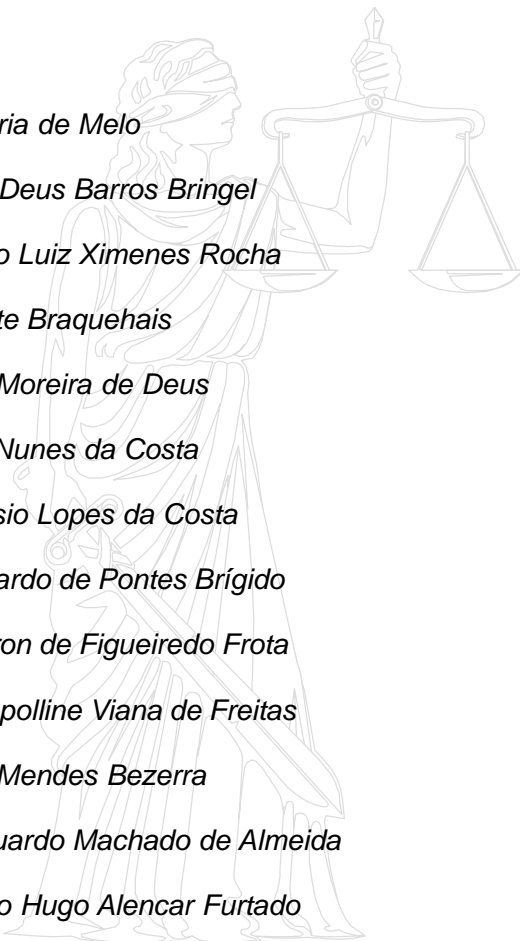 ria de Melo
Deus Barros Bringel
o Luiz Ximenes Rocha
te Braquehais
Moreira de Deus
Nunes da Costa
sio Lopes da Costa
ardo de Pontes Brígido
ron de Figueiredo Frota
polline Viana de Freitas
Mendes Bezerra
uardo Machado de Almeida
o Hugo Alencar Furtado